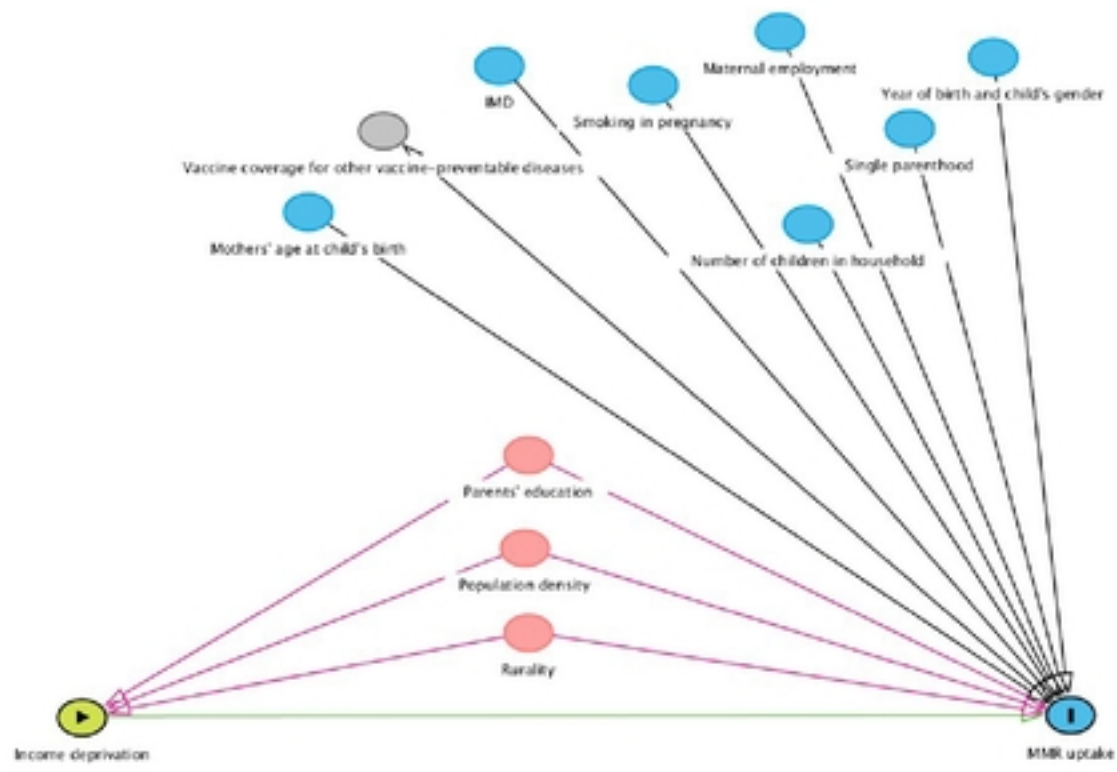 Maternal employment
Year of birth and child's gender
IMD
Smoking in pregnancy
Single parenthood
Vaccine coverage for other vaccine-preventable diseases
Mothers' age at child's birth
Number of children in household
Parents' education
Population density
Rurality
Income deprivation
MMR uptake